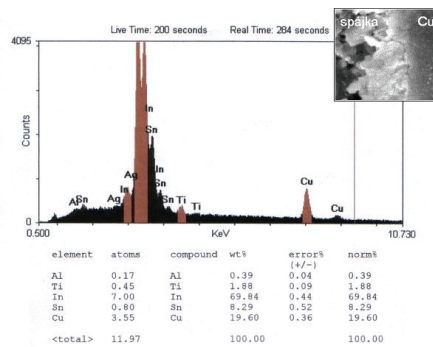 Live Time: 200 seconds Real Time: 284 seconds
spájka Cu
4095
Counts
In
Sn
In
Ag Sn
In
Al Sn Ag Sn Ti Ti Cu Cu
0
0.500 KeV 10.730
element atoms compound wt% error% norm%
(+/-)
Al 0.17 Al 0.39 0.04 0.39
Ti 0.45 Ti 1.88 0.09 1.88
In 7.00 In 69.84 0.44 69.84
Sn 0.80 Sn 8.29 0.52 8.29
Cu 3.55 Cu 19.60 0.36 19.60
<total> 11.97 100.00 100.00